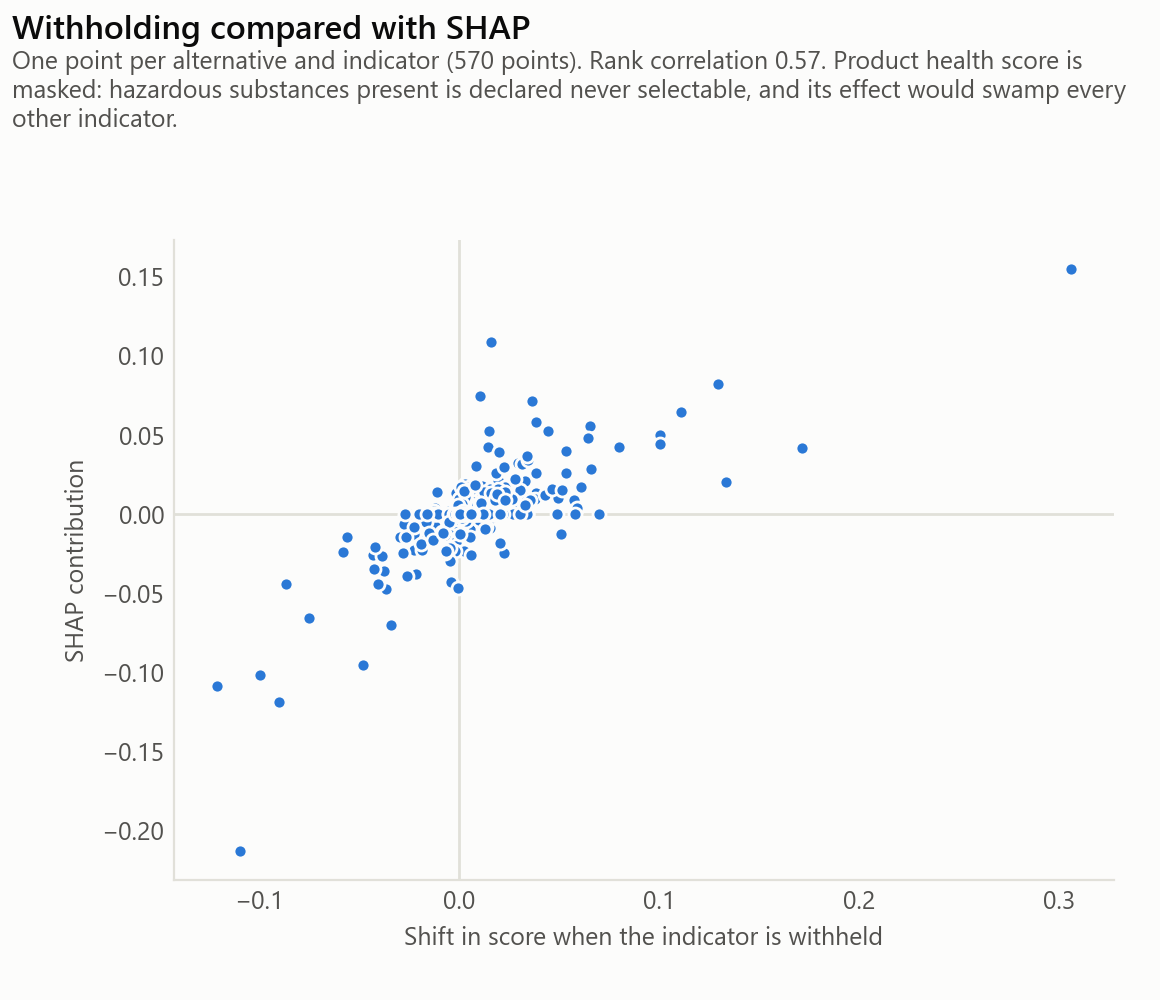 Withholding compared with SHAP
One point per alternative and indicator (570 points). Rank correlation 0.57. Product health score is
masked: hazardous substances present is declared never selectable, and its effect would swamp every
other indicator.
0.15
0.10
0.05
0.00
−0.05
−0.10
−0.15
−0.20
SHAP contribution
−0.1
0.0
0.1
0.2
0.3
Shift in score when the indicator is withheld